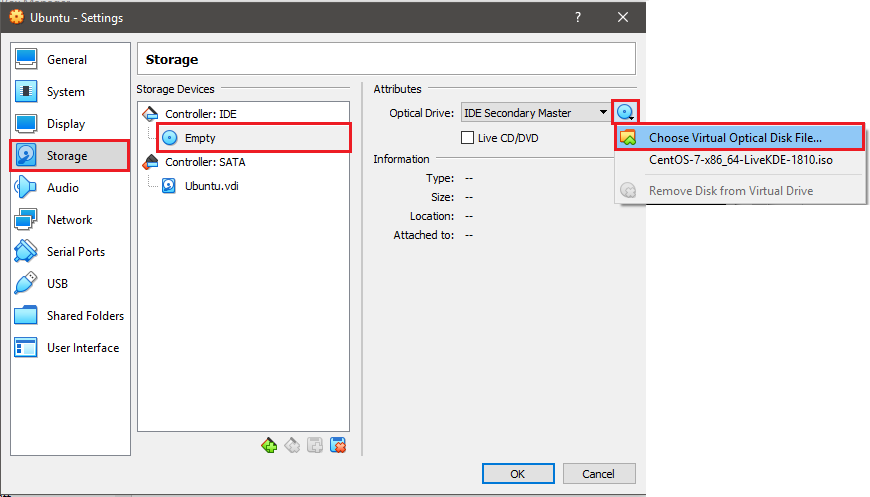 Ubuntu - Settings
?
General
System
Display
Storage
Audio
Network
Serial Ports
USB
Shared Folders
User Interface
Storage
Storage Devices
Controller: IDE
Empty
Controller: SATA
Ubuntu.vdi
Attributes
Optical Drive: IDE Secondary Master
Live CD/DVD
Information
Type: --
Size: --
Location: --
Attached to: --
Choose Virtual Optical Disk File...
CentOS-7-x86_64-LiveKDE-1810.iso
Remove Disk from Virtual Drive
OK
Cancel